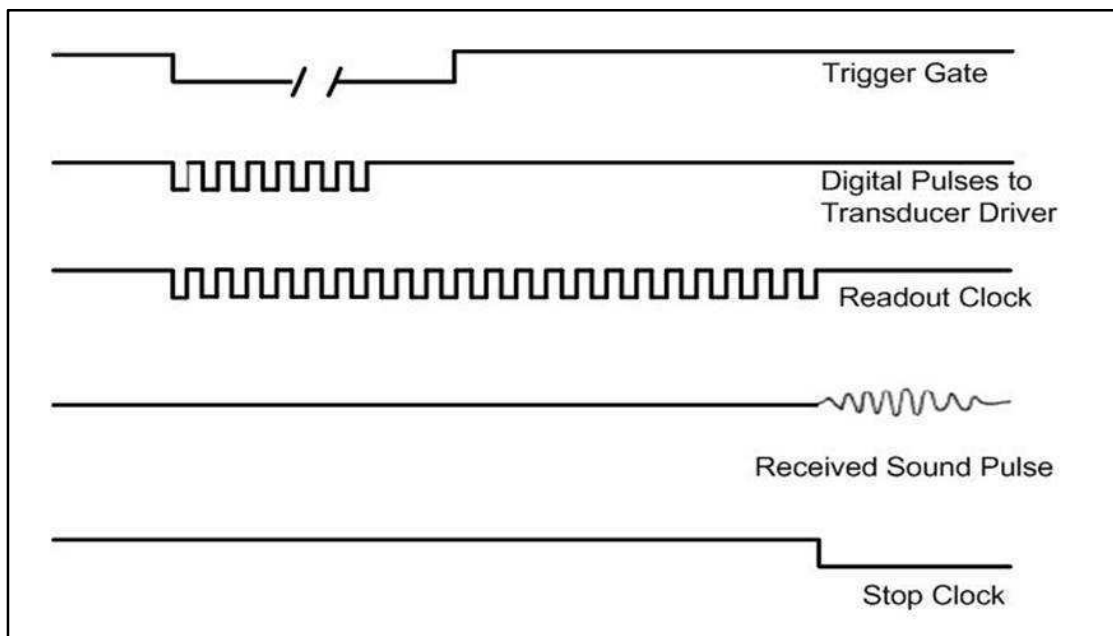 Trigger Gate
Digital Pulses to
Transducer Driver
Readout Clock
Received Sound Pulse
Stop Clock